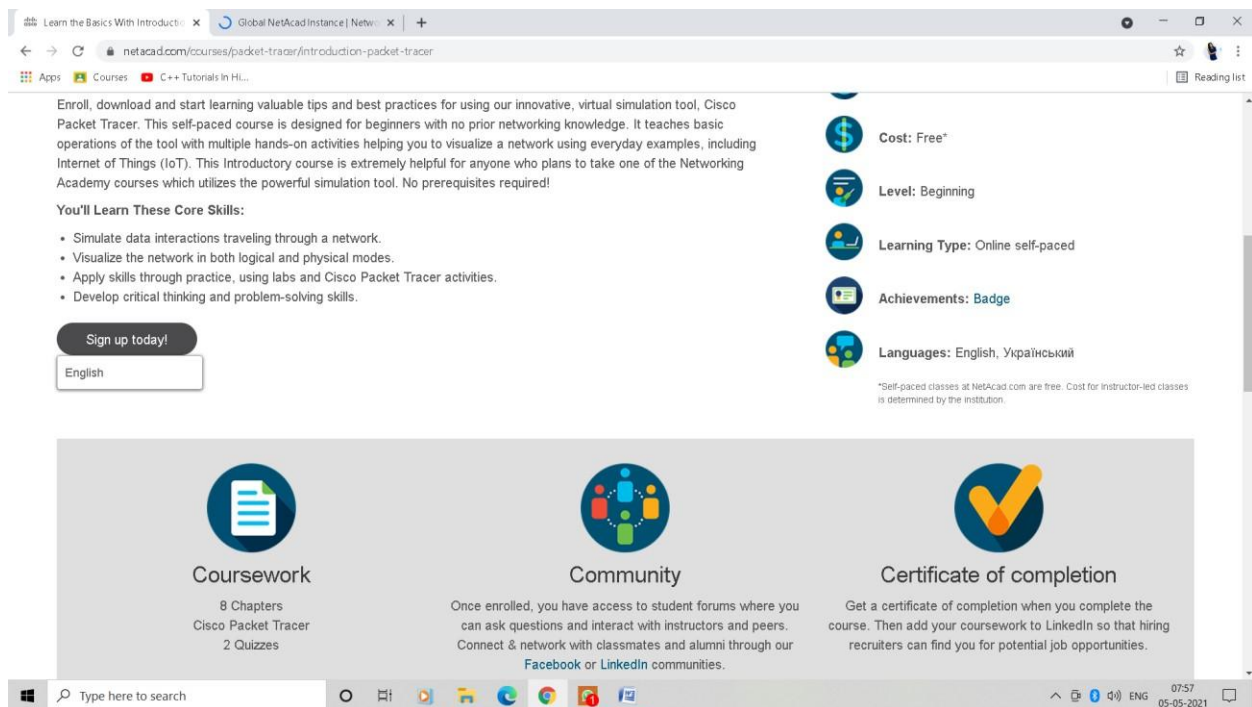 Learn the Basics With Introductio
Global NetAcad Instance | Netwo
netacad.com/courses/packet-tracer/introduction-packet-tracer
Apps
Courses
C++ Tutorials In Hi...
Reading list
Enroll, download and start learning valuable tips and best practices for using our innovative, virtual simulation tool, Cisco
Packet Tracer. This self-paced course is designed for beginners with no prior networking knowledge. It teaches basic
operations of the tool with multiple hands-on activities helping you to visualize a network using everyday examples, including
Internet of Things (IoT). This Introductory course is extremely helpful for anyone who plans to take one of the Networking
Academy courses which utilizes the powerful simulation tool. No prerequisites required!
You'll Learn These Core Skills:
• Simulate data interactions traveling through a network.
• Visualize the network in both logical and physical modes.
• Apply skills through practice, using labs and Cisco Packet Tracer activities.
• Develop critical thinking and problem-solving skills.
Sign up today!
English
Cost: Free*
Level: Beginning
Learning Type: Online self-paced
Achievements: Badge
Languages: English, Український
*Self-paced classes at NetAcad.com are free. Cost for Instructor-led classes
is determined by the institution.
Coursework
8 Chapters
Cisco Packet Tracer
2 Quizzes
Community
Once enrolled, you have access to student forums where you
can ask questions and interact with instructors and peers.
Connect & network with classmates and alumni through our
Facebook or LinkedIn communities.
Certificate of completion
Get a certificate of completion when you complete the
course. Then add your coursework to LinkedIn so that hiring
recruiters can find you for potential job opportunities.
Type here to search
1
ENG
07:57
05-05-2021